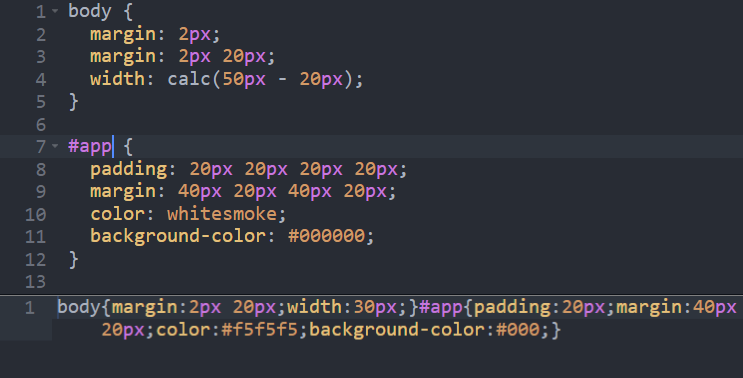 1 body {
2 margin: 2px;
3 margin: 2px 20px;
4 width: calc(50px - 20px);
5 }
6
7 #app {
8 padding: 20px 20px 20px 20px;
9 margin: 40px 20px 40px 20px;
10 color: whitesmoke;
11 background-color: #000000;
12 }
13
1 body{margin:2px 20px;width:30px;}#app{padding:20px;margin:40px
20px;color:#f5f5f5;background-color:#000;}